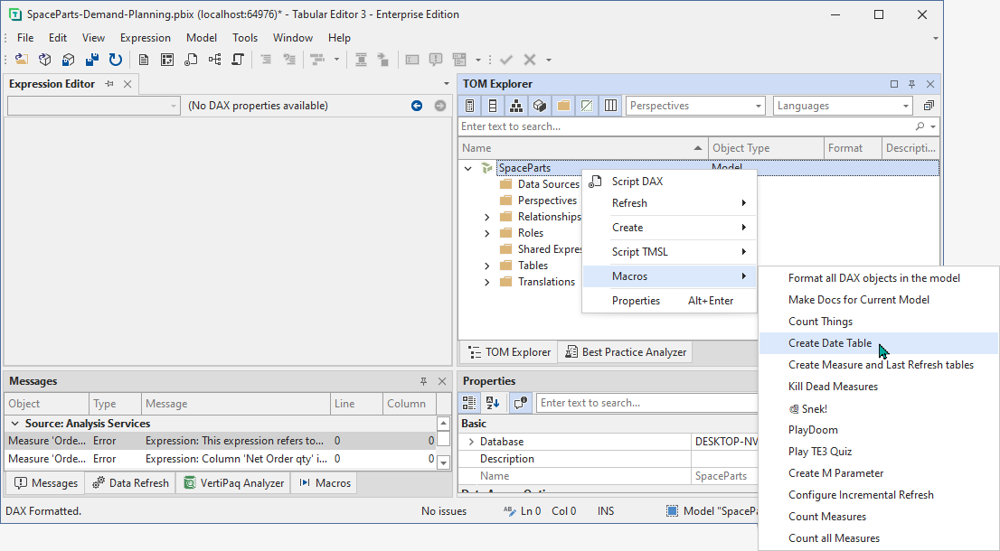 SpaceParts-Demand-Planning.pbix (localhost:64976)* - Tabular Editor 3 - Enterprise Edition
File Edit View Expression Model Tools Window Help
Expression Editor
(No DAX properties available)
TOM Explorer
Perspectives Languages
Enter text to search...
Name Object Type Format Descripti...
SpaceParts Model
Data Sources
Perspectives
Relationships
Roles
Shared Expres
Tables
Translations
Script DAX
Refresh
Create
Script TMSL
Macros
Properties Alt+Enter
Format all DAX objects in the model
Make Docs for Current Model
Count Things
Create Date Table
Create Measure and Last Refresh tables
Kill Dead Measures
Snek!
PlayDoom
Play TE3 Quiz
Create M Parameter
Configure Incremental Refresh
Count Measures
Count all Measures
TOM Explorer Best Practice Analyzer
Messages
Object Type Message Line Column
Source: Analysis Services
Measure 'Orde... Error Expression: This expression refers to... 0 0
Measure 'Orde... Error Expression: Column 'Net Order qty' i... 0 0
Messages Data Refresh VertiPaq Analyzer Macros
Properties
Enter text to search...
Basic
Database DESKTOP-NV
Description
Name SpaceParts
DAX Formatted. No issues Ln 0 Col 0 INS Model "SpacePa